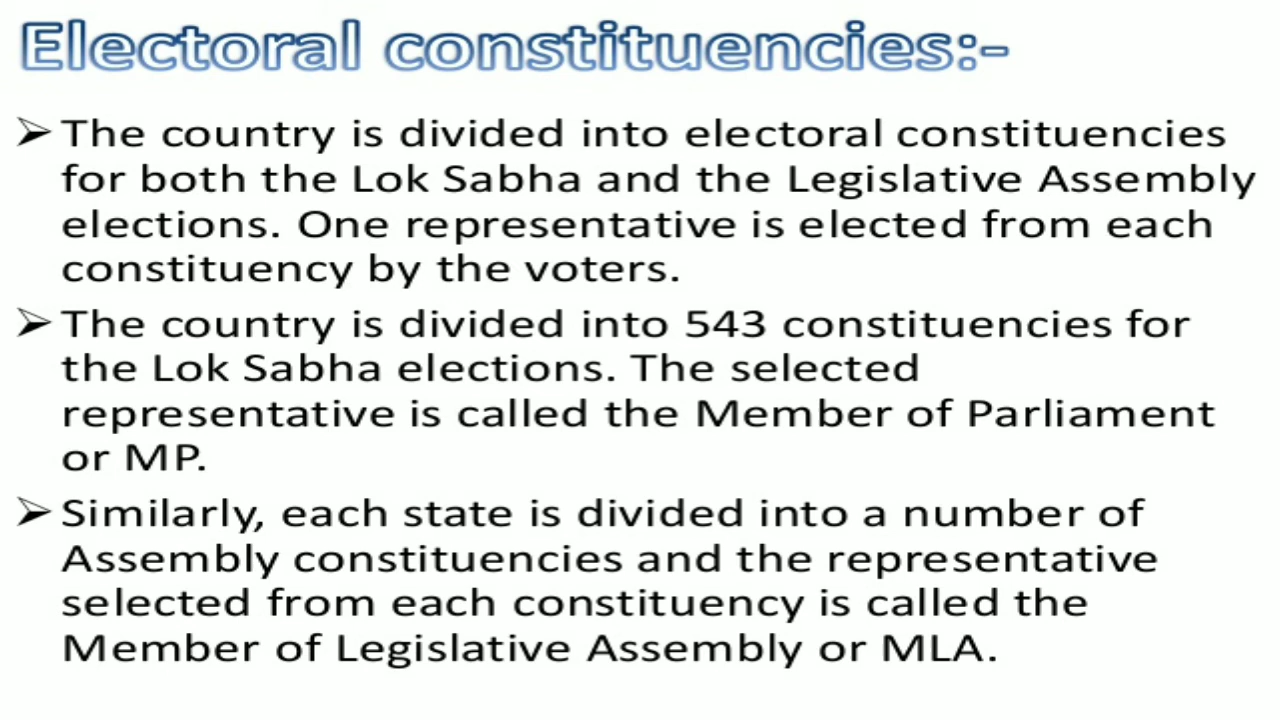 Electoral constituencies:-
➢ The country is divided into electoral constituencies
for both the Lok Sabha and the Legislative Assembly
elections. One representative is elected from each
constituency by the voters.
➢ The country is divided into 543 constituencies for
the Lok Sabha elections. The selected
representative is called the Member of Parliament
or MP.
➢ Similarly, each state is divided into a number of
Assembly constituencies and the representative
selected from each constituency is called the
Member of Legislative Assembly or MLA.